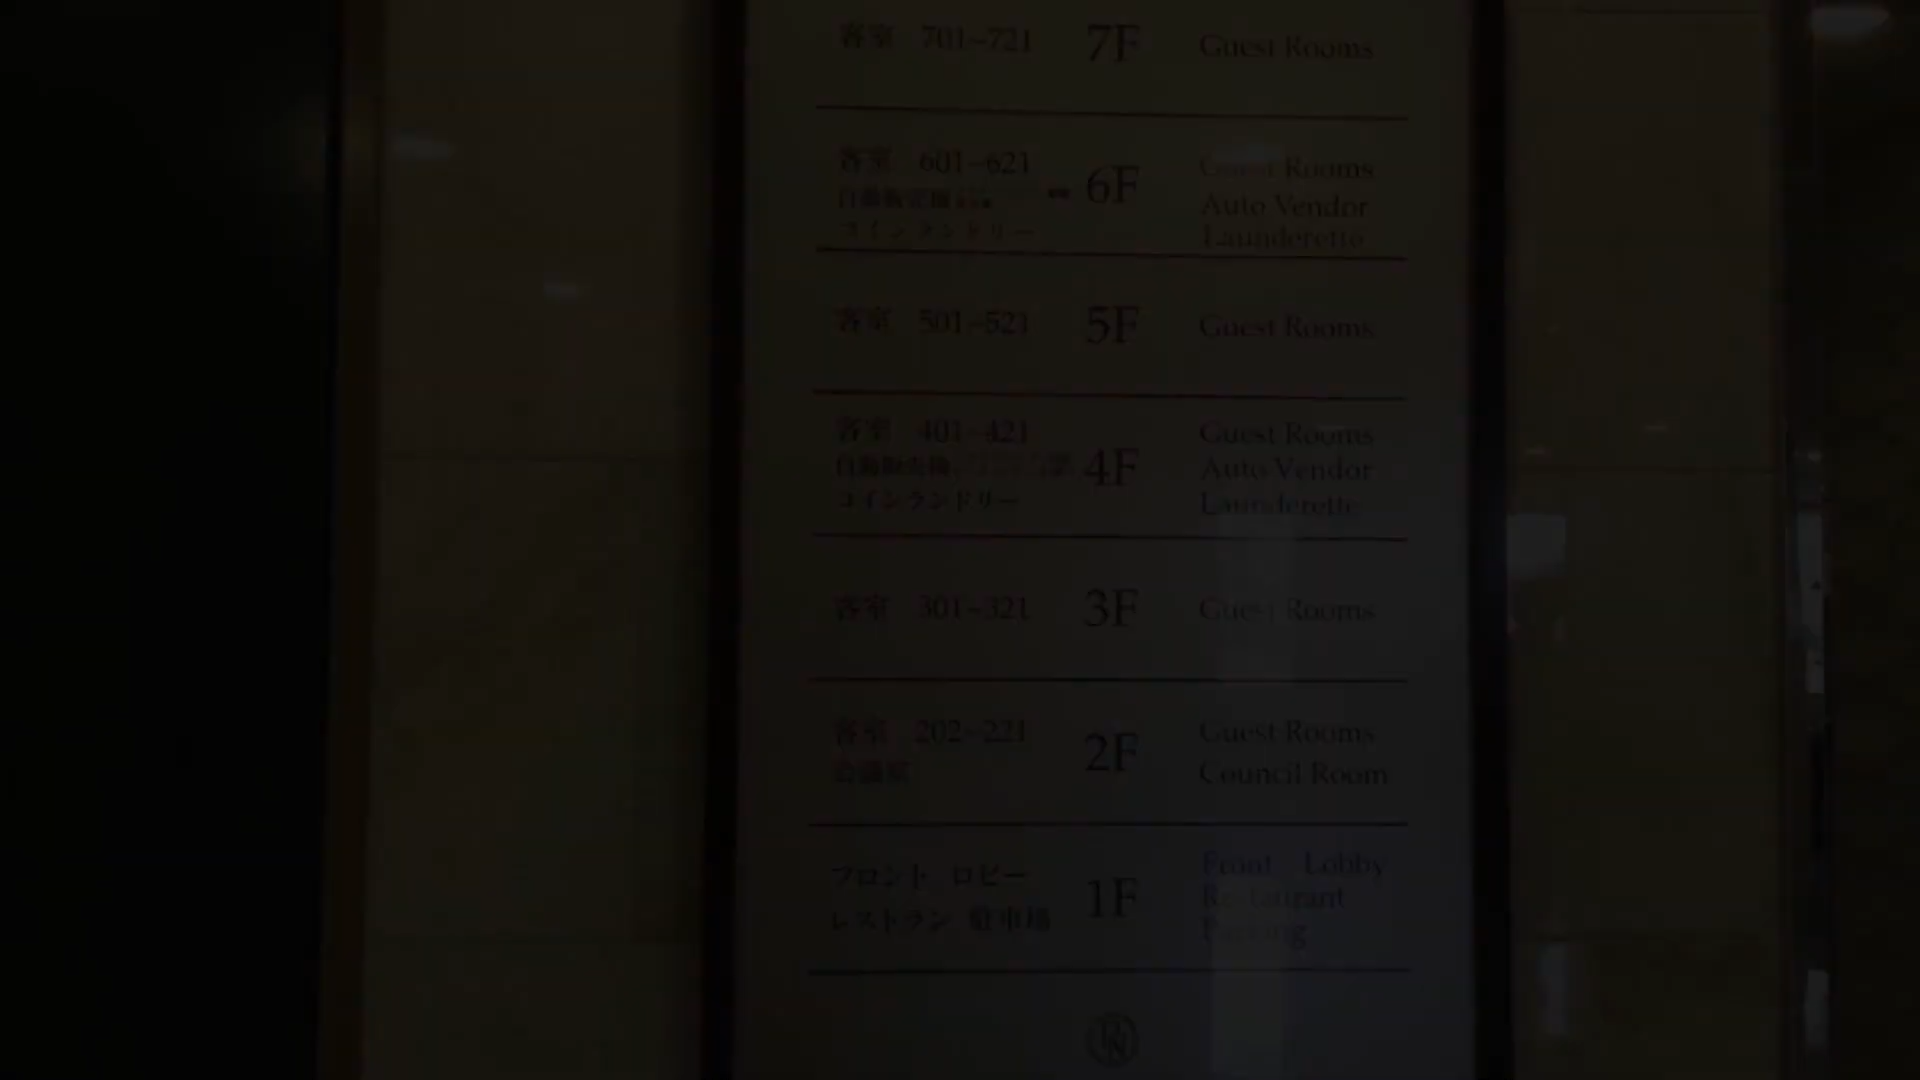 客室 701-721 7F Guest Rooms
客室 601-621 6F Guest Rooms
自動販売機 Auto Vendor
コインランドリー Launderette
客室 501-521 5F Guest Rooms
客室 401-421 4F Guest Rooms
自動販売機 Auto Vendor
コインランドリー Launderette
客室 301-321 3F Guest Rooms
客室 202-221 2F Guest Rooms
会議室 Council Room
フロント ロビー 1F Front Lobby
レストラン 駐車場 Restaurant
Parking